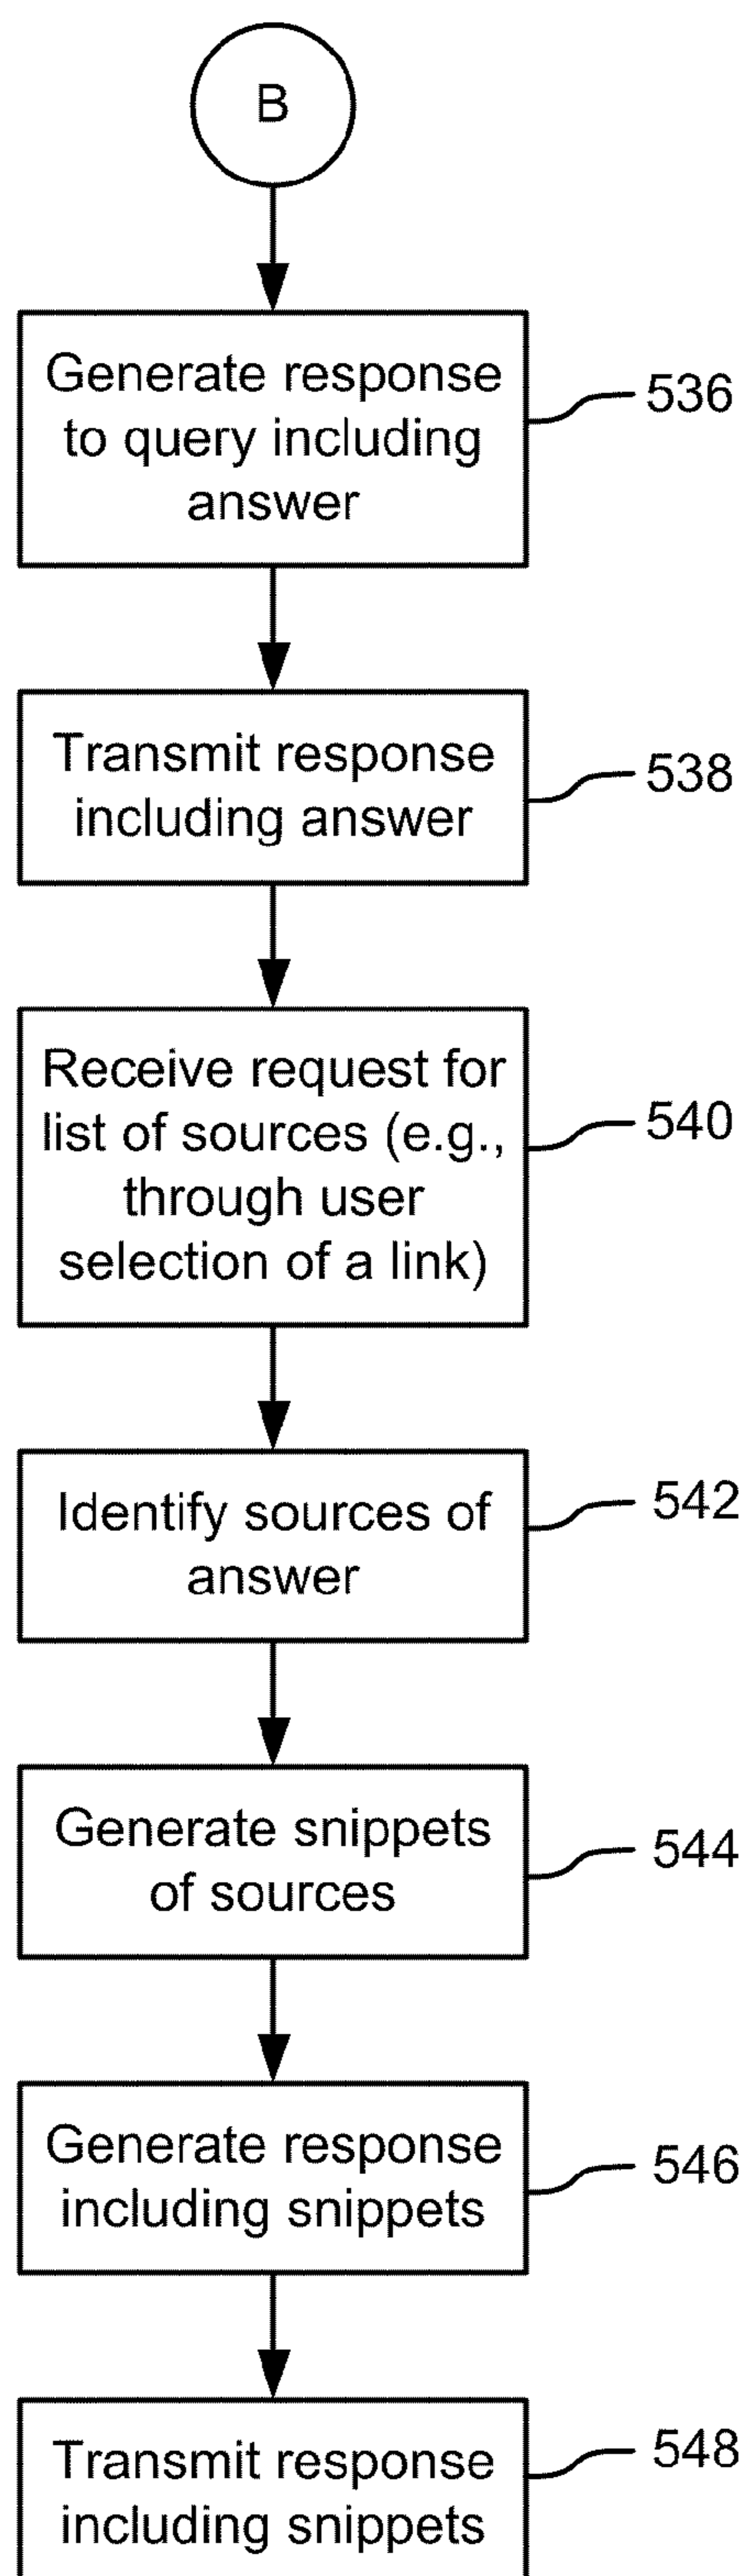 B
Generate response
to query including
answer
536
Transmit response
including answer
538
Receive request for
list of sources (e.g.,
through user
selection of a link)
540
Identify sources of
answer
542
Generate snippets
of sources
544
Generate response
including snippets
546
Transmit response
including snippets
548